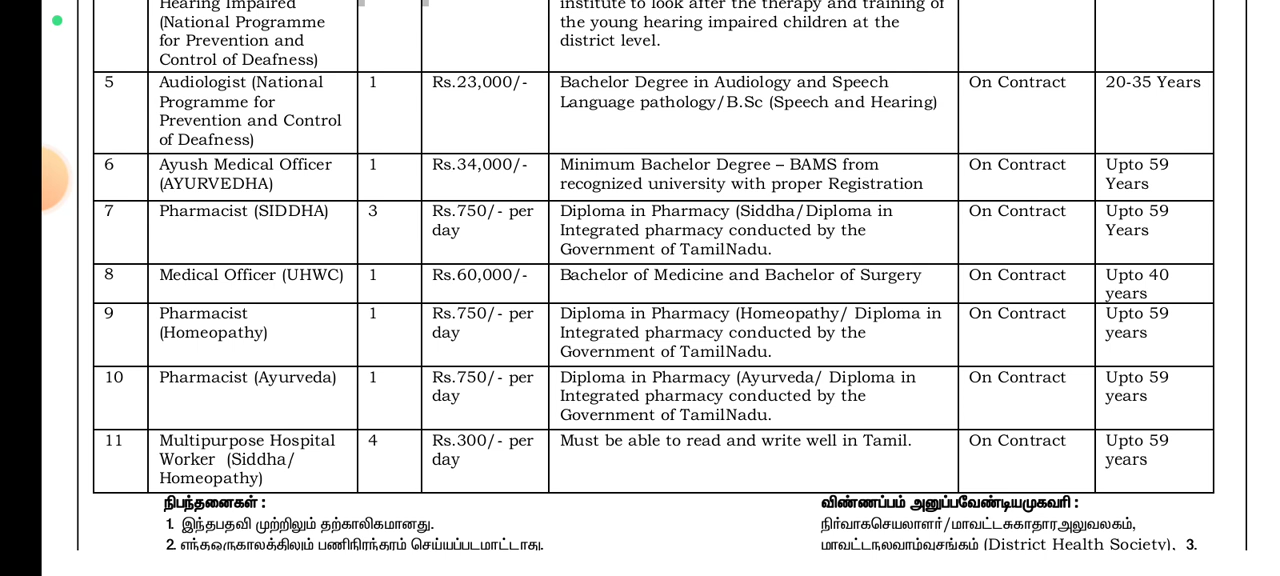 Hearing Impaired
(National Programme
for Prevention and
Control of Deafness)
institute to look after the therapy and training of
the young hearing impaired children at the
district level.
5
Audiologist (National
Programme for
Prevention and Control
of Deafness)
1
Rs.23,000/-
Bachelor Degree in Audiology and Speech
Language pathology/B.Sc (Speech and Hearing)
On Contract
20-35 Years
6
Ayush Medical Officer
(AYURVEDHA)
1
Rs.34,000/-
Minimum Bachelor Degree – BAMS from
recognized university with proper Registration
On Contract
Upto 59
Years
7
Pharmacist (SIDDHA)
3
Rs.750/- per
day
Diploma in Pharmacy (Siddha/Diploma in
Integrated pharmacy conducted by the
Government of TamilNadu.
On Contract
Upto 59
Years
8
Medical Officer (UHWC)
1
Rs.60,000/-
Bachelor of Medicine and Bachelor of Surgery
On Contract
Upto 40
years
9
Pharmacist
(Homeopathy)
1
Rs.750/- per
day
Diploma in Pharmacy (Homeopathy/ Diploma in
Integrated pharmacy conducted by the
Government of TamilNadu.
On Contract
Upto 59
years
10
Pharmacist (Ayurveda)
1
Rs.750/- per
day
Diploma in Pharmacy (Ayurveda/ Diploma in
Integrated pharmacy conducted by the
Government of TamilNadu.
On Contract
Upto 59
years
11
Multipurpose Hospital
Worker (Siddha/
Homeopathy)
4
Rs.300/- per
day
Must be able to read and write well in Tamil.
On Contract
Upto 59
years
நிபந்தனைகள் :
1. இந்தபதவி முற்றிலும் தற்காலிகமானது.
2. எந்தஒருகாலத்திலும் பணிநிரந்தரம் செய்யப்படமாட்டாது.
விண்ணப்பம் அனுப்பவேண்டியமுகவரி :
நிர்வாகசெயலாளர்/மாவட்டசுகாதாரஅலுவலகம்,
மாவட்டநலவாழ்வுசங்கம் (District Health Society), 3.